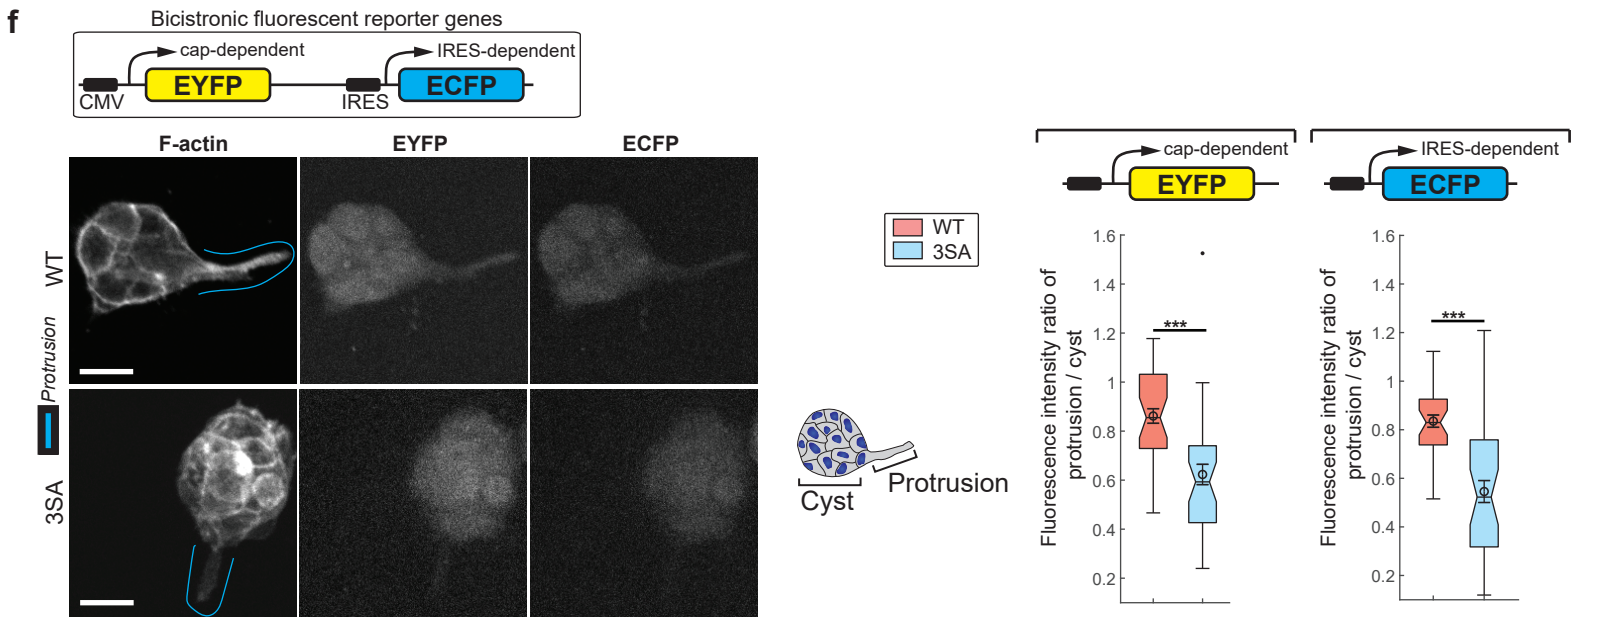 f
Bicistronic fluorescent reporter genes
cap-dependent
IRES-dependent
EYFP
ECFP
CMV
IRES
F-actin
EYFP
ECFP
WT
Protrusion
3SA
WT
3SA
Cyst
Protrusion
cap-dependent
EYFP
Fluorescence intensity ratio of
protrusion / cyst
1.6
1.4
1.2
1
0.8
0.6
0.4
0.2
***
IRES-dependent
ECFP
Fluorescence intensity ratio of
protrusion / cyst
1.6
1.4
1.2
1
0.8
0.6
0.4
0.2
***